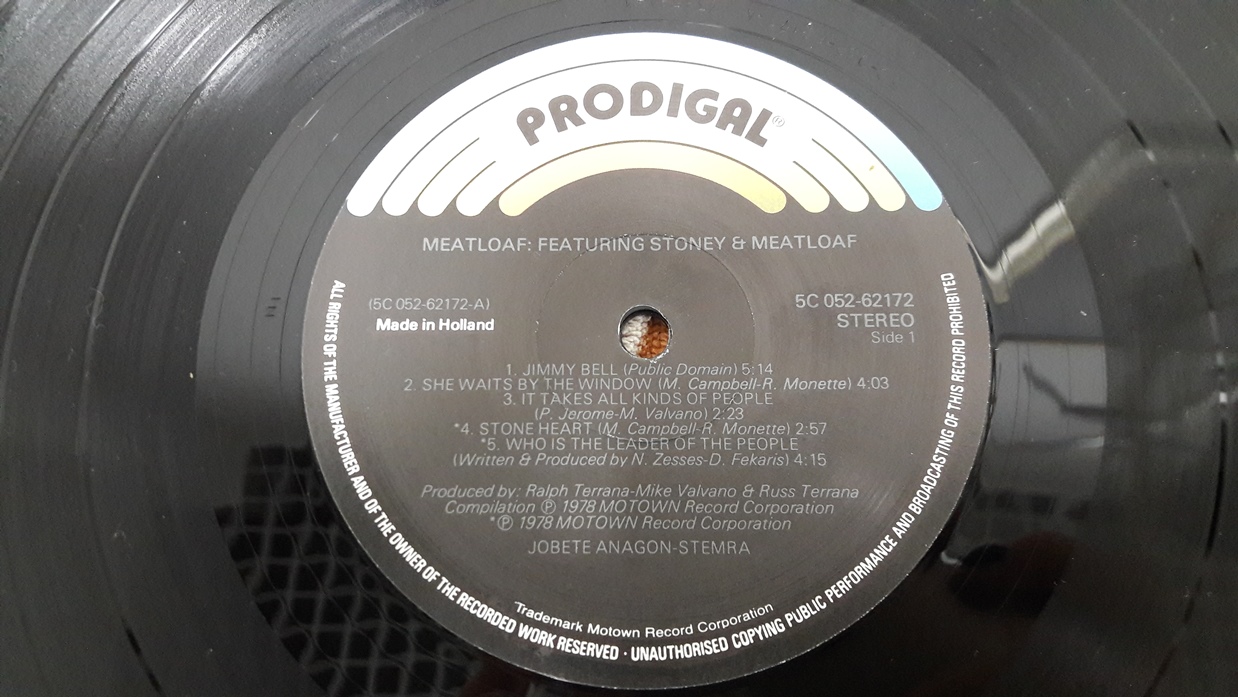 PRODIGAL®
MEATLOAF: FEATURING STONEY & MEATLOAF
(5C 052-62172-A)
Made in Holland
5C 052-62172
STEREO
Side 1
1. JIMMY BELL (Public Domain) 5:14
2. SHE WAITS BY THE WINDOW (M. Campbell-R. Monette) 4:03
3. IT TAKES ALL KINDS OF PEOPLE
(P. Jerome-M. Valvano) 2:23
*4. STONE HEART (M. Campbell-R. Monette) 2:57
*5. WHO IS THE LEADER OF THE PEOPLE
(Written & Produced by N. Zesses-D. Fekaris) 4:15
Produced by: Ralph Terrana-Mike Valvano & Russ Terrana
Compilation ℗ 1978 MOTOWN Record Corporation
*℗ 1978 MOTOWN Record Corporation
JOBETE ANAGON-STEMRA
Trademark Motown Record Corporation
ALL RIGHTS OF THE MANUFACTURER AND OF THE OWNER OF THE RECORDED WORK RESERVED · UNAUTHORISED COPYING PUBLIC PERFORMANCE AND BROADCASTING OF THIS RECORD PROHIBITED